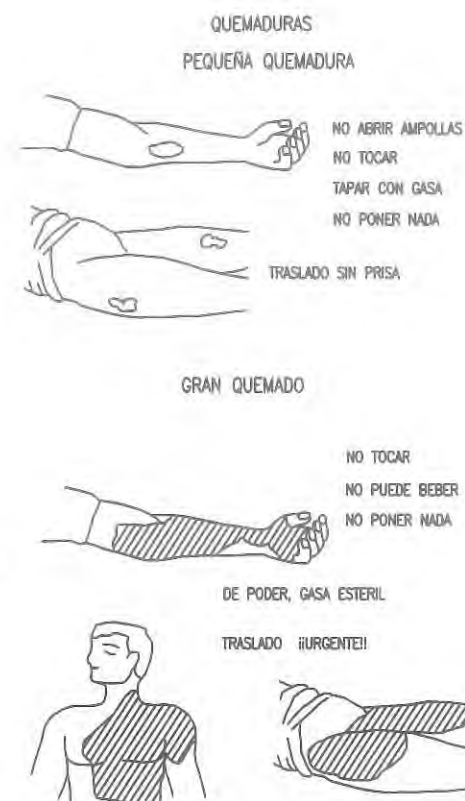 QUEMADURAS
PEQUEÑA QUEMADURA
NO ABRIR AMPOLLAS
NO TOCAR
TAPAR CON GASA
NO PONER NADA
TRASLADO SIN PRISA
GRAN QUEMADO
NO TOCAR
NO PUEDE BEBER
NO PONER NADA
DE PODER, GASA ESTERIL
TRASLADO ¡¡URGENTE!!